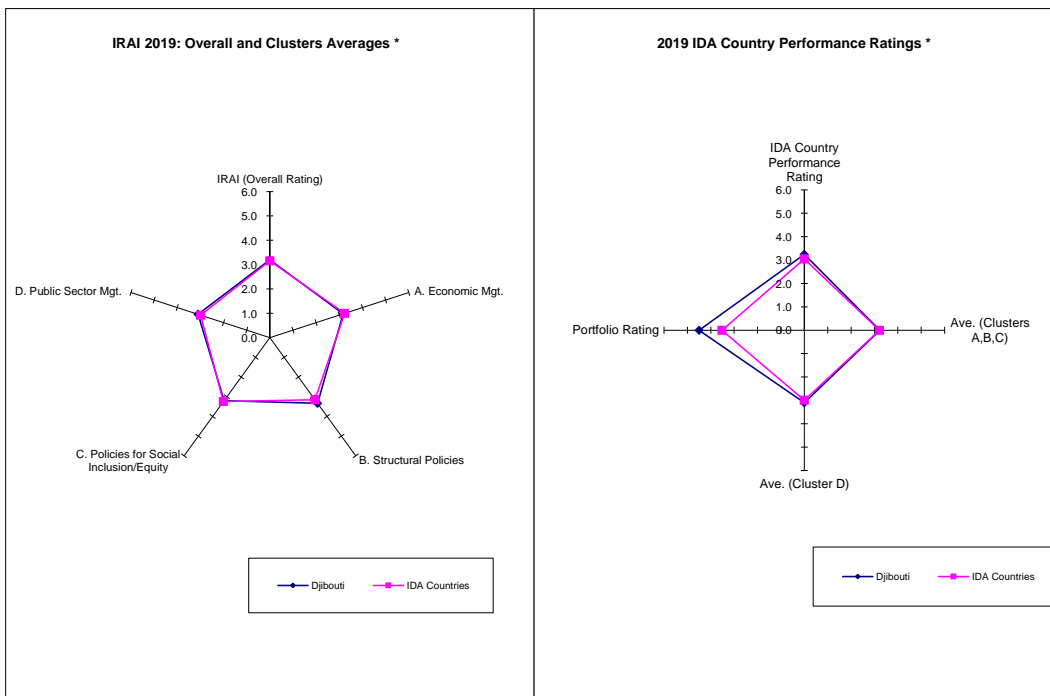 IRAI 2019: Overall and Clusters Averages *
IRAI (Overall Rating)
6.0
5.0
4.0
3.0
2.0
1.0
0.0
A. Economic Mgt.
B. Structural Policies
C. Policies for Social
Inclusion/Equity
D. Public Sector Mgt.
Djibouti
IDA Countries
2019 IDA Country Performance Ratings *
IDA Country
Performance
Rating
6.0
5.0
4.0
3.0
2.0
1.0
0.0
Ave. (Clusters
A,B,C)
Ave. (Cluster D)
Portfolio Rating
Djibouti
IDA Countries